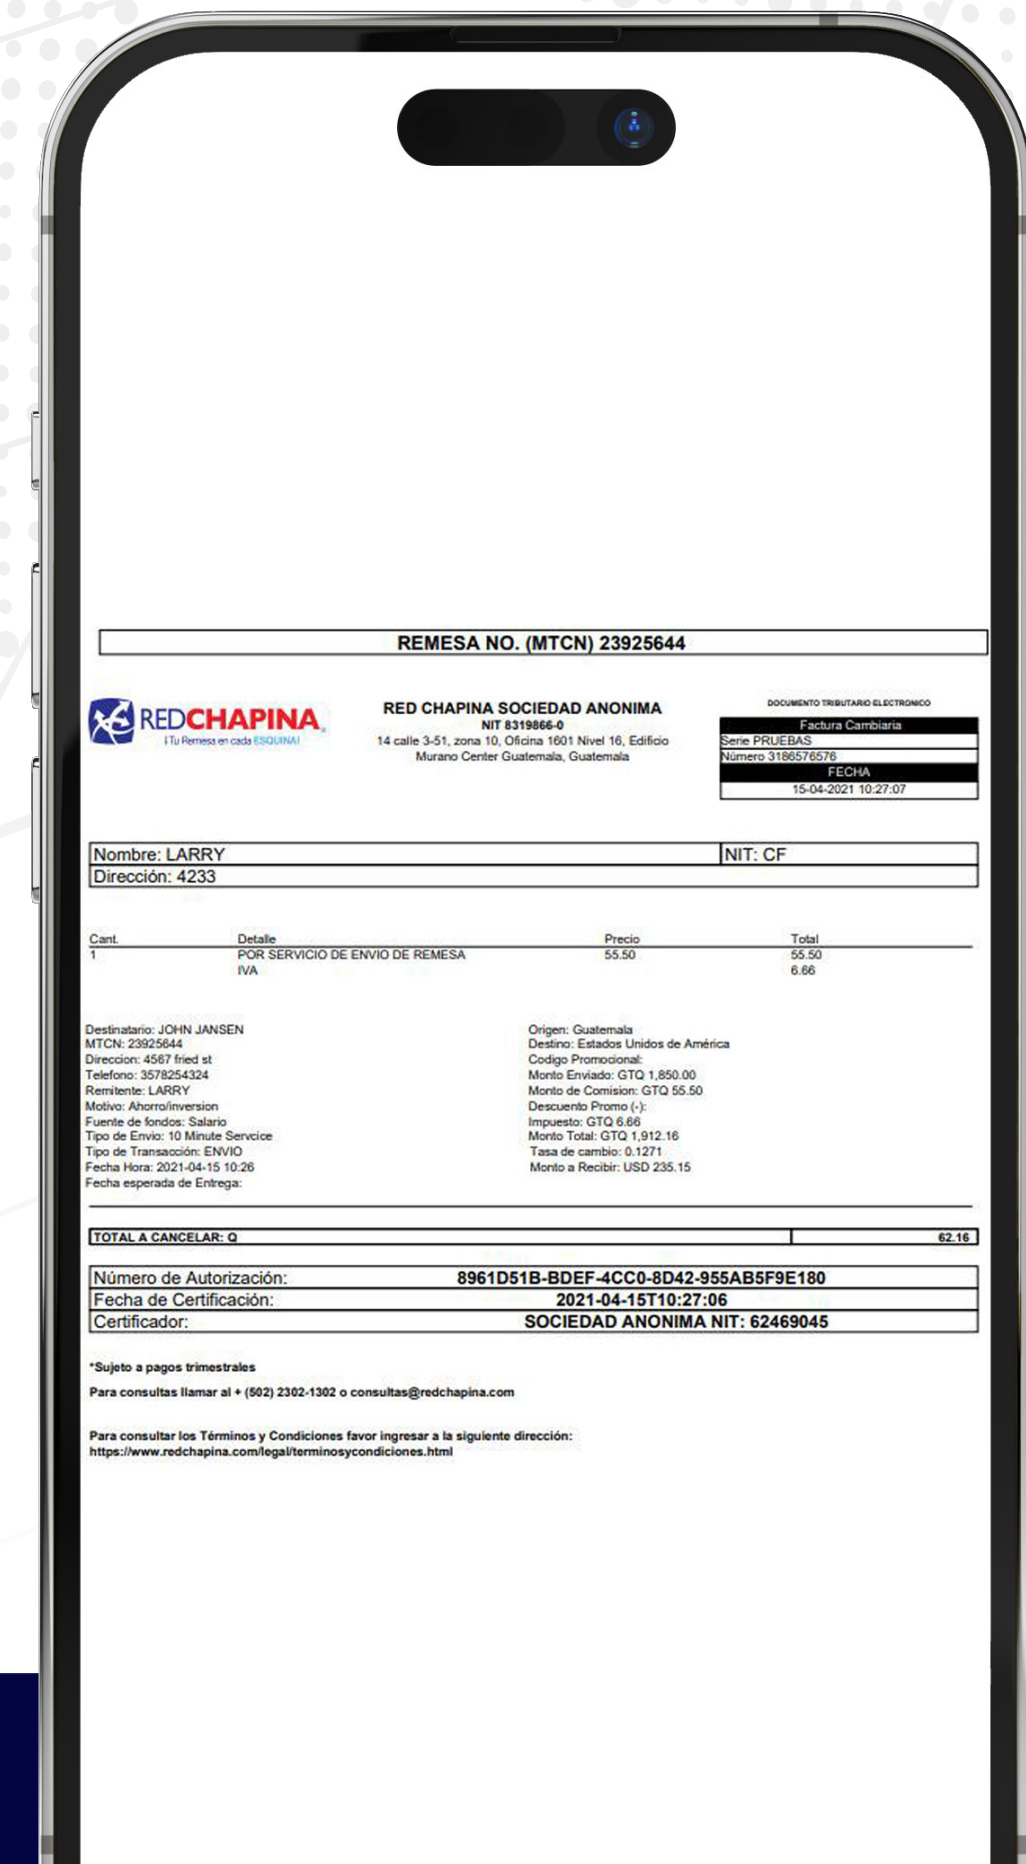 REMESA NO. (MTCN) 23925644
REDCHAPINA
¡Tu Remesa en cada ESQUINA!
RED CHAPINA SOCIEDAD ANONIMA
NIT 8319866-0
14 calle 3-51, zona 10, Oficina 1601 Nivel 16, Edificio
Murano Center Guatemala, Guatemala
DOCUMENTO TRIBUTARIO ELECTRONICO
Factura Cambiaria
Serie PRUEBAS
Número 3186576576
FECHA
15-04-2021 10:27:07
Nombre: LARRY NIT: CF
Dirección: 4233
Cant. Detalle Precio Total
1 POR SERVICIO DE ENVIO DE REMESA 55.50 55.50
IVA 6.66
Destinatario: JOHN JANSEN
MTCN: 23925644
Direccion: 4567 fried st
Telefono: 3578254324
Remitente: LARRY
Motivo: Ahorro/inversion
Fuente de fondos: Salario
Tipo de Envio: 10 Minute Servcice
Tipo de Transacción: ENVIO
Fecha Hora: 2021-04-15 10:26
Fecha esperada de Entrega:
Origen: Guatemala
Destino: Estados Unidos de América
Codigo Promocional:
Monto Enviado: GTQ 1,850.00
Monto de Comision: GTQ 55.50
Descuento Promo (-):
Impuesto: GTQ 6.66
Monto Total: GTQ 1,912.16
Tasa de cambio: 0.1271
Monto a Recibir: USD 235.15
TOTAL A CANCELAR: Q 62.16
Número de Autorización: 8961D51B-BDEF-4CC0-8D42-955AB5F9E180
Fecha de Certificación: 2021-04-15T10:27:06
Certificador: SOCIEDAD ANONIMA NIT: 62469045
*Sujeto a pagos trimestrales
Para consultas llamar al + (502) 2302-1302 o consultas@redchapina.com
Para consultar los Términos y Condiciones favor ingresar a la siguiente dirección:
https://www.redchapina.com/legal/terminosycondiciones.html